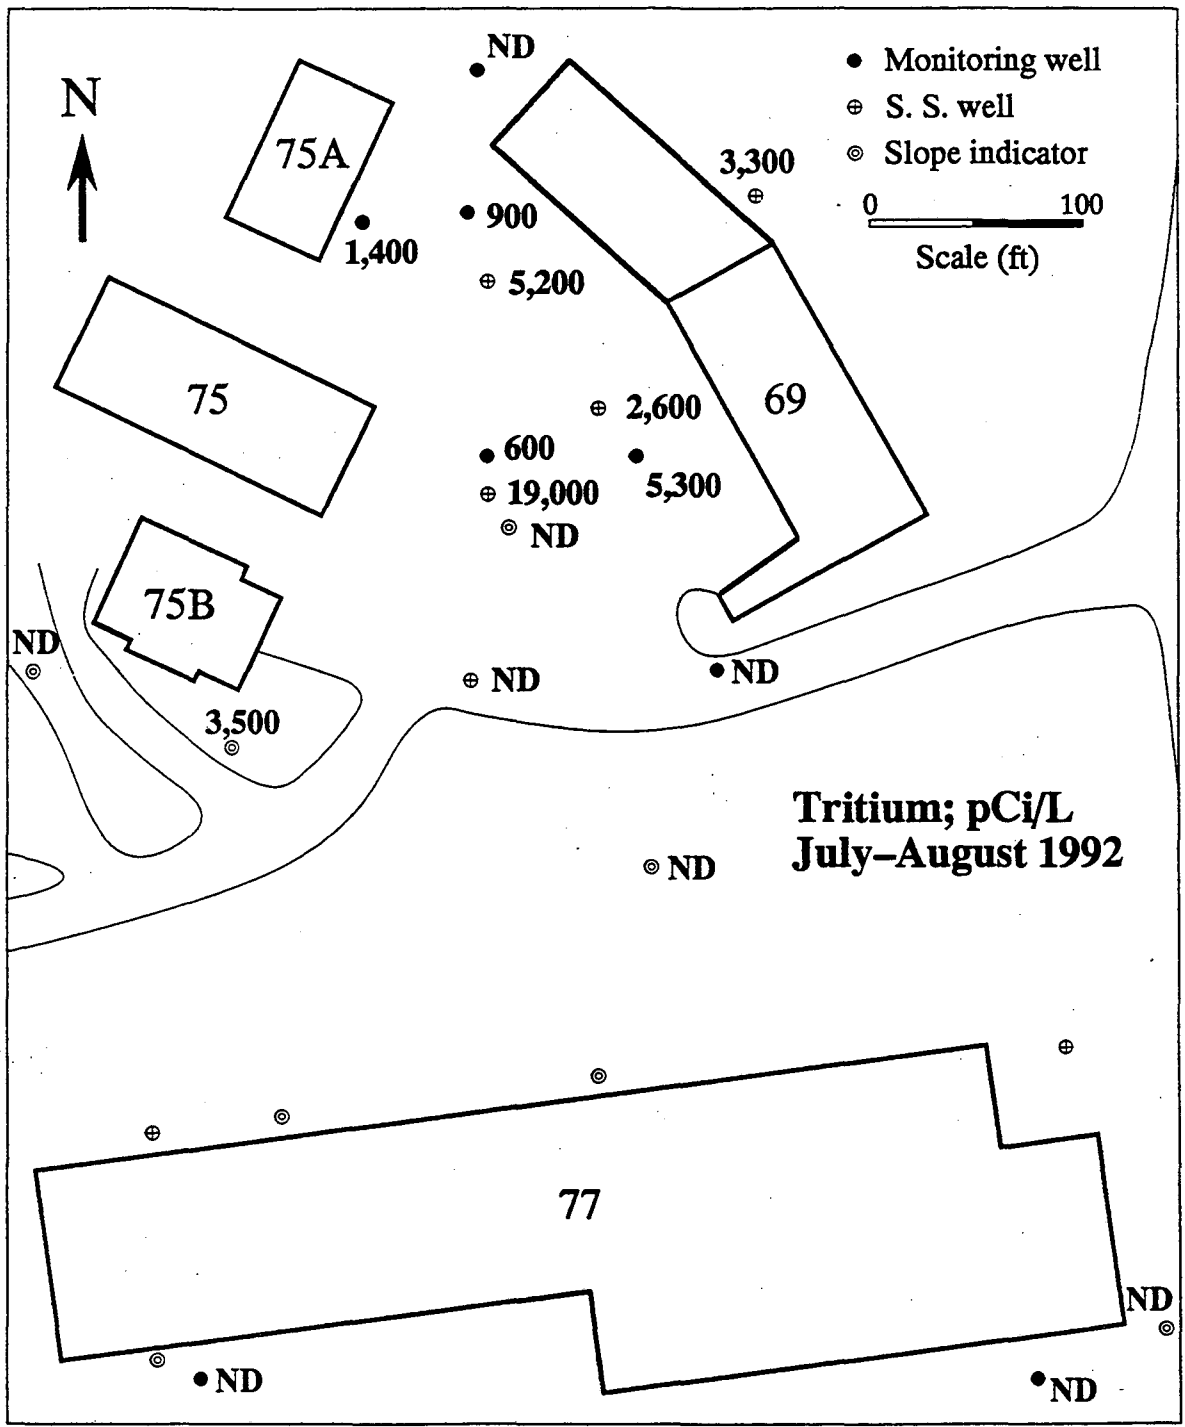 ND
Monitoring well
N
S. S. well
75A
3,300
Slope indicator
0 100
900
1,400
Scale (ft)
5,200
75
69
2,600
600
5,300
19,000
ND
75B
ND
ND
ND
3,500
Tritium; pCi/L
July–August 1992
ND
77
ND
ND
ND